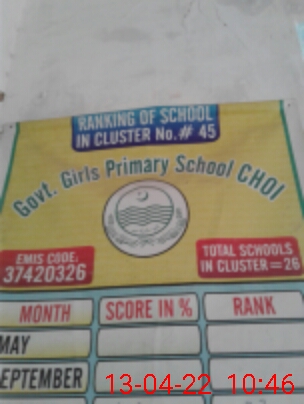 RANKING OF SCHOOL
IN CLUSTER No.# 45
Govt. Girls Primary School CHOI
EMIS CODE:
37420326
TOTAL SCHOOLS
IN CLUSTER = 26
MONTH SCORE IN % RANK
MAY
EPTEMBER
13-04-22 10:46